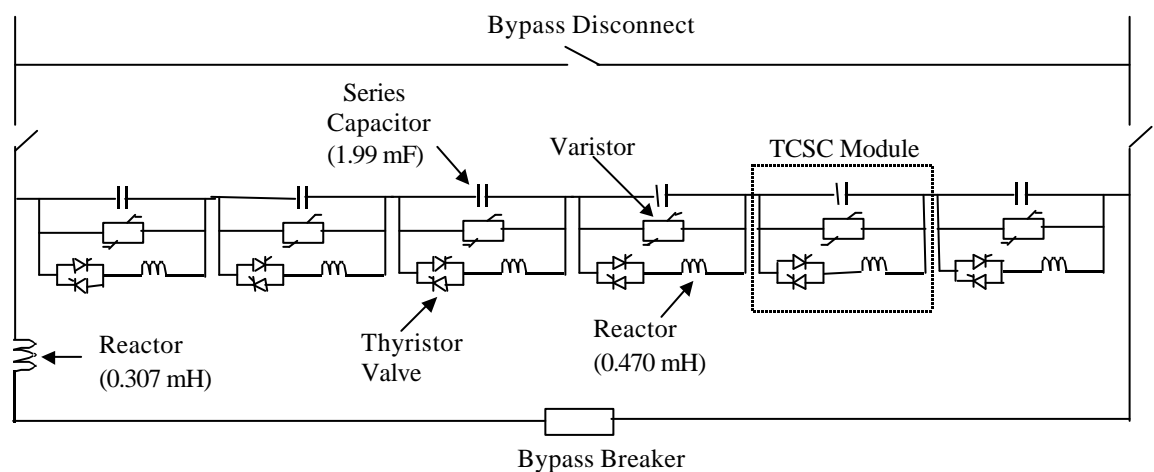 Bypass Disconnect
Series
Capacitor
(1.99 mF)
Varistor
TCSC Module
Reactor
(0.307 mH)
Thyristor
Valve
Reactor
(0.470 mH)
Bypass Breaker